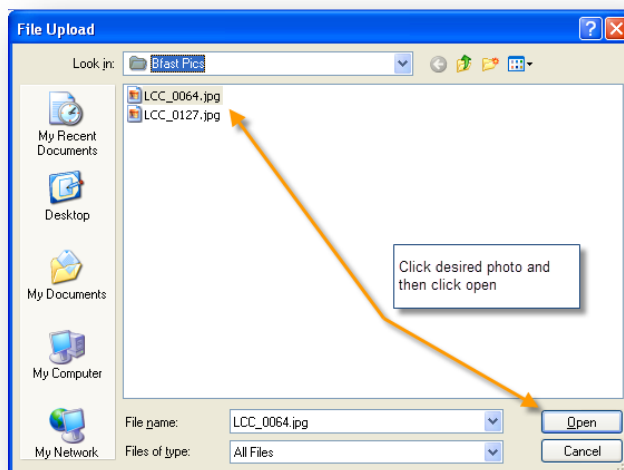 File Upload
Look in:
Bfast Pics
My Recent
Documents
Desktop
My Documents
My Computer
My Network
LCC_0064.jpg
LCC_0127.jpg
Click desired photo and
then click open
File name:
LCC_0064.jpg
Open
Files of type:
All Files
Cancel